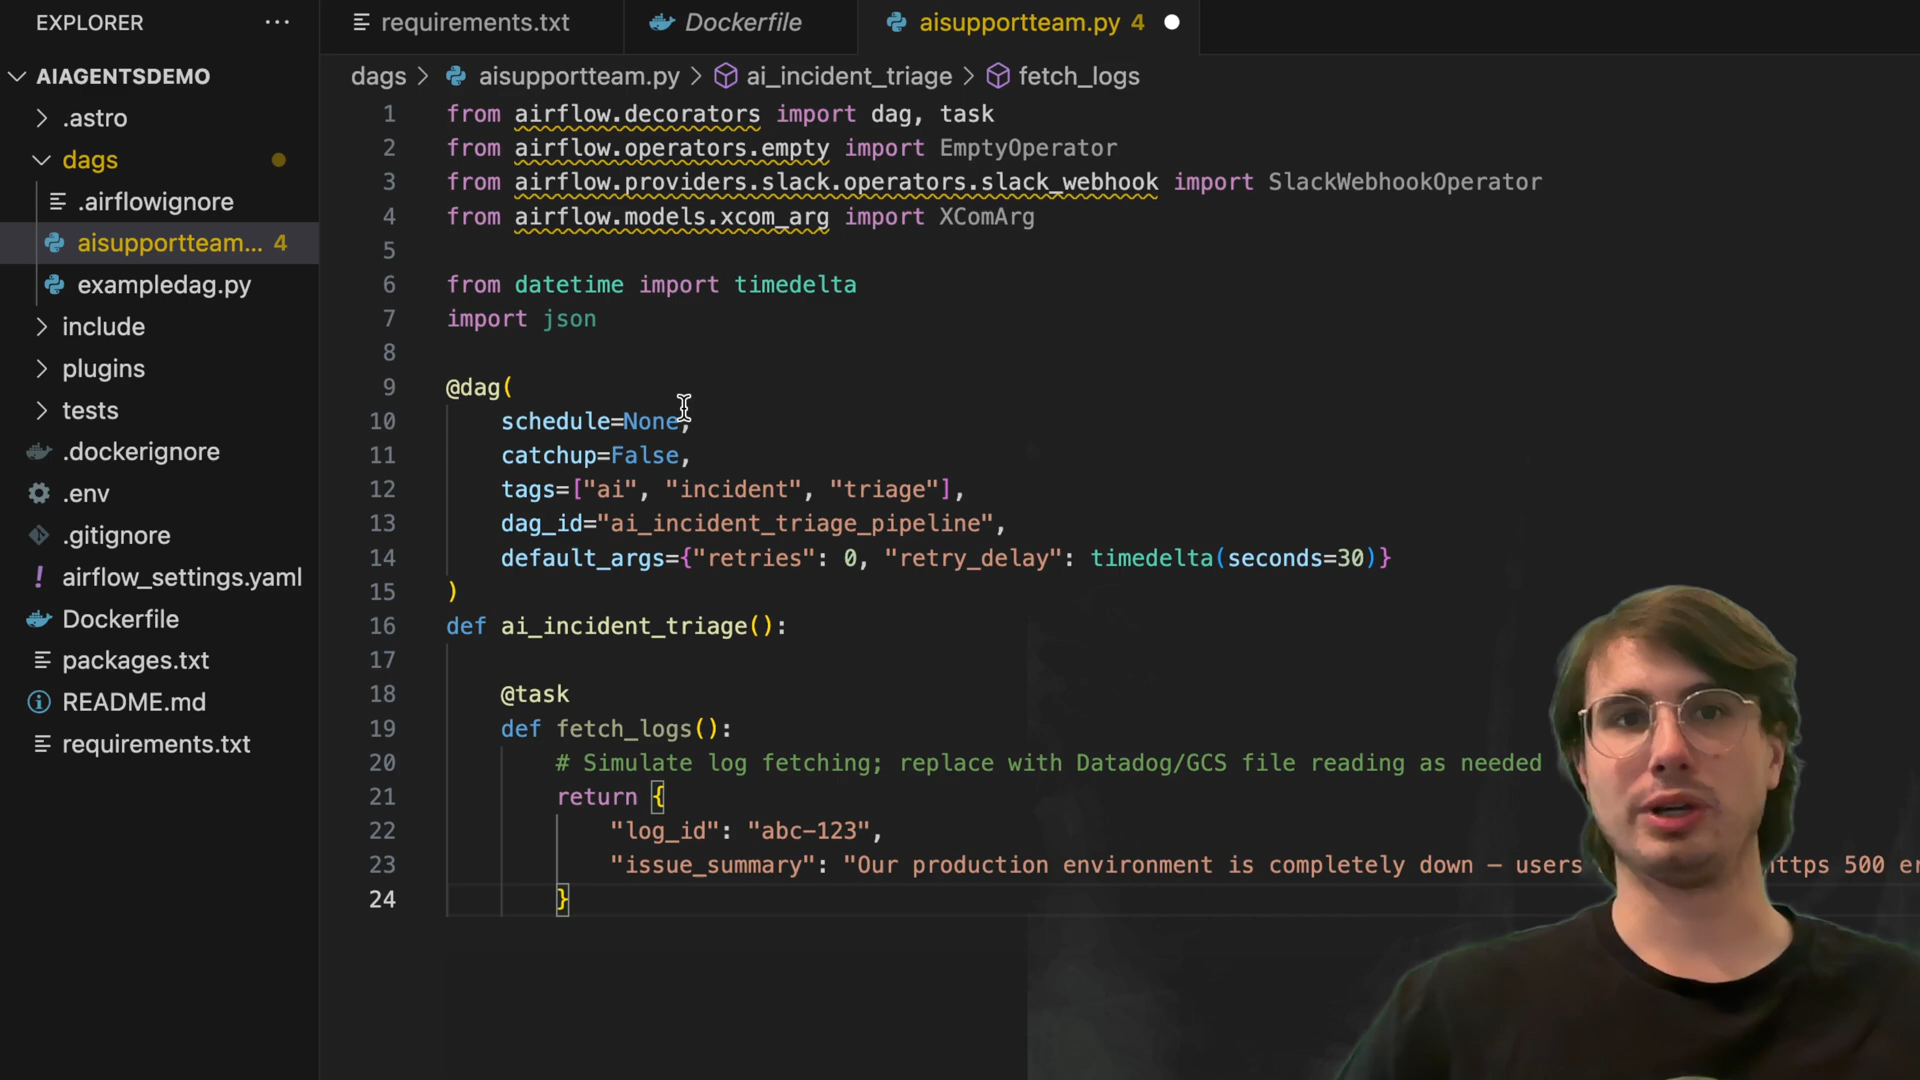 EXPLORER
requirements.txt
Dockerfile
aisupportteam.py 4
AIAGENTSDEMO
.astro
dags
.airflowignore
aisupportteam... 4
exampledag.py
include
plugins
tests
.dockerignore
.env
.gitignore
! airflow_settings.yaml
Dockerfile
packages.txt
README.md
requirements.txt
dags > aisupportteam.py > ai_incident_triage > fetch_logs
1 from airflow.decorators import dag, task
2 from airflow.operators.empty import EmptyOperator
3 from airflow.providers.slack.operators.slack_webhook import SlackWebhookOperator
4 from airflow.models.xcom_arg import XComArg
5
6 from datetime import timedelta
7 import json
8
9 @dag(
10 schedule=None,
11 catchup=False,
12 tags=["ai", "incident", "triage"],
13 dag_id="ai_incident_triage_pipeline",
14 default_args={"retries": 0, "retry_delay": timedelta(seconds=30)}
15 )
16 def ai_incident_triage():
17
18 @task
19 def fetch_logs():
20 # Simulate log fetching; replace with Datadog/GCS file reading as needed
21 return {
22 "log_id": "abc-123",
23 "issue_summary": "Our production environment is completely down — users https 500
24 }